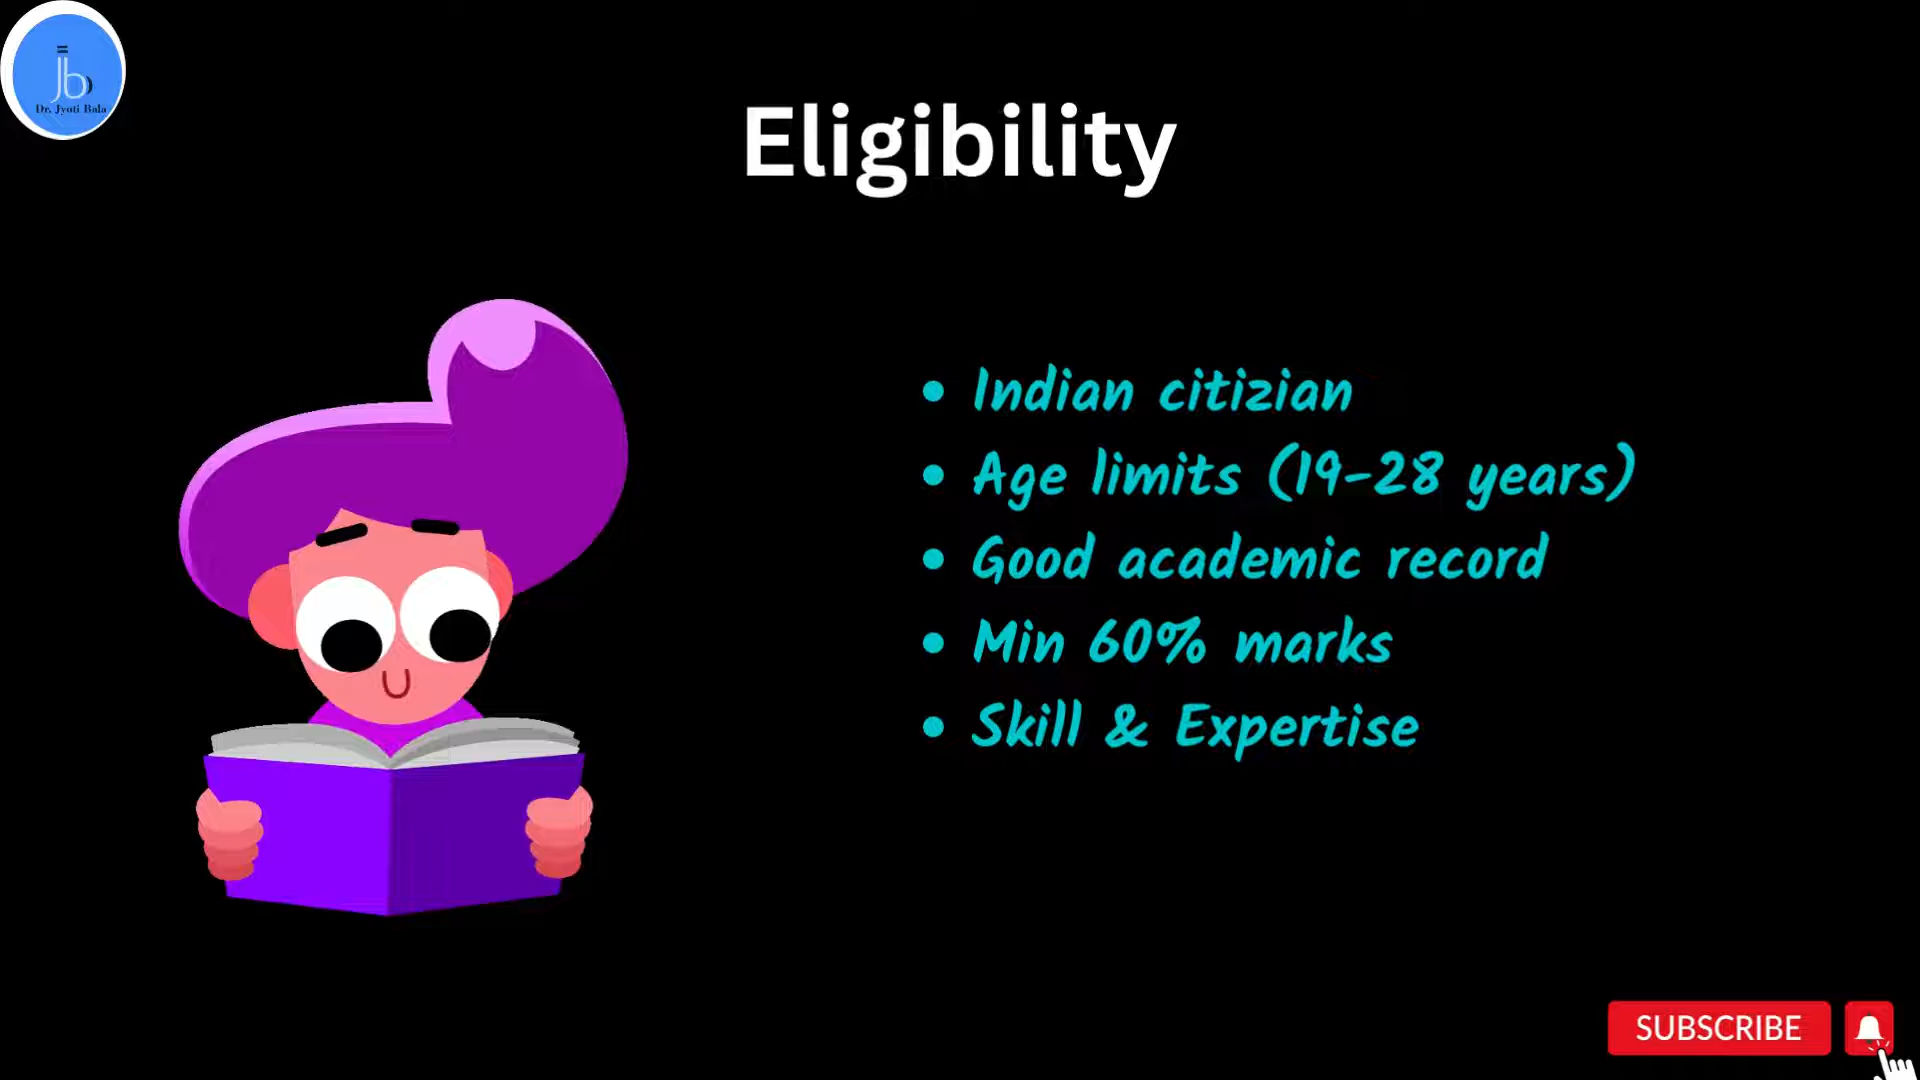 jb
Dr. Jyoti Bala
Eligibility
• Indian citizian
• Age limits (19-28 years)
• Good academic record
• Min 60% marks
• Skill & Expertise
SUBSCRIBE